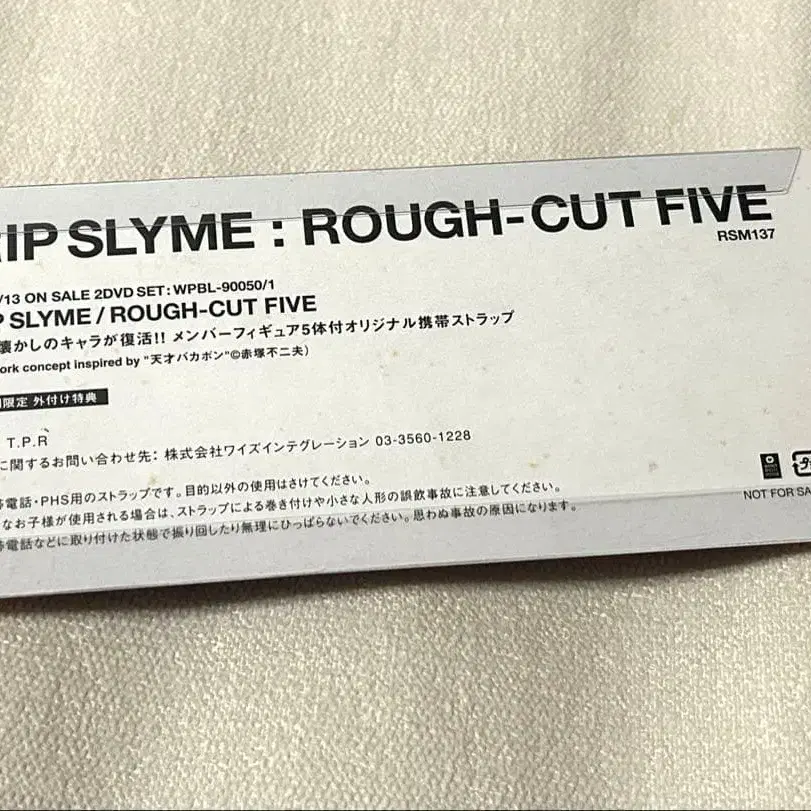 RIP SLYME : ROUGH-CUT FIVE
RSM137
/13 ON SALE 2DVD SET: WPBL-90050/1
P SLYME / ROUGH-CUT FIVE
懐かしのキャラが復活!! メンバーフィギュア5体付オリジナル携帯ストラップ
ork concept inspired by "天才バカボン"©赤塚不二夫)
限定 外付け特典
T.P.R
に関するお問い合わせ先: 株式会社ワイズインテグレーション 03-3560-1228
帯電話・PHS用のストラップです。目的以外の使用はさけてください。
なお子様が使用される場合は、ストラップによる巻き付けや小さな人形の誤飲事故に注意してください。
帯電話などに取り付けた状態で振り回したり無理にひっぱらないでください。思わぬ事故の原因になります。
NOT FOR SA